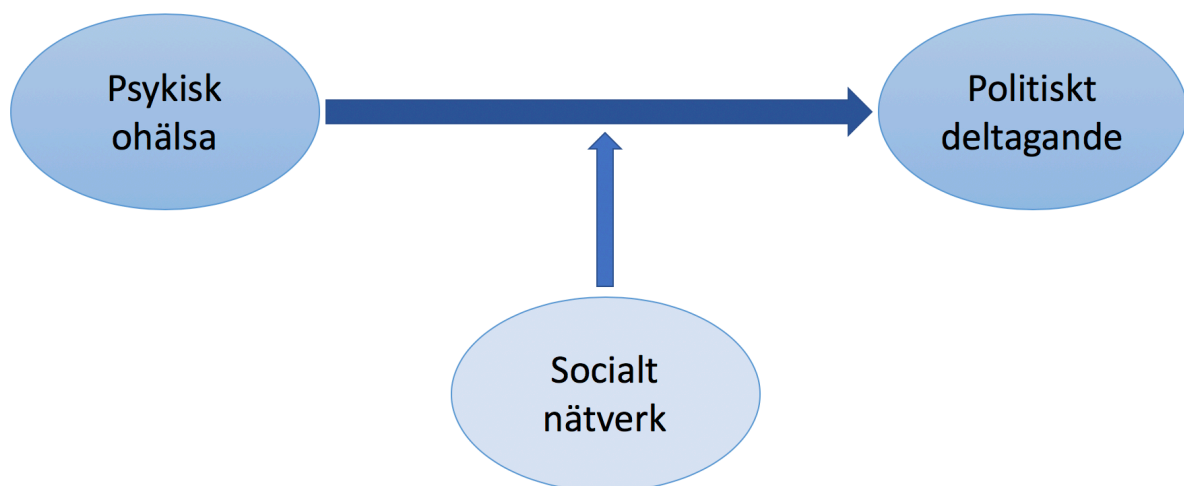 Psykisk
ohälsa
Politiskt
deltagande
Socialt
nätverk